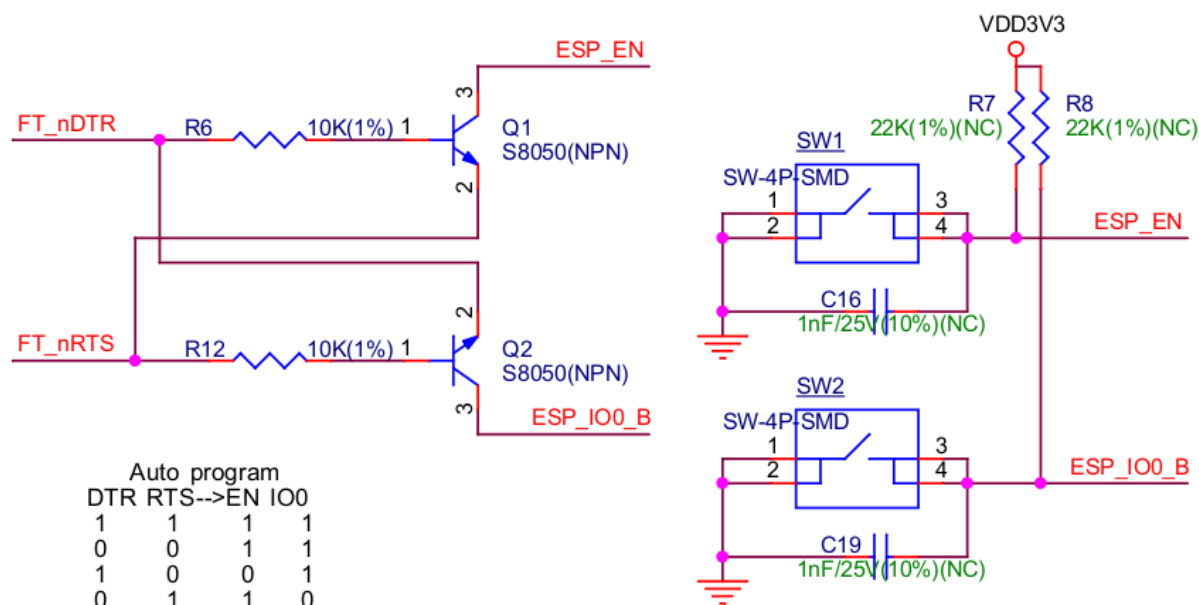 ESP_EN
3
FT_nDTR
R6
10K(1%)
1
Q1
S8050(NPN)
2
2
FT_nRTS
R12
10K(1%)
1
Q2
S8050(NPN)
3
ESP_IO0_B
Auto program
DTR RTS-->EN IO0
1 1 1 1
0 0 1 1
1 0 0 1
0 1 1 0
VDD3V3
R7
22K(1%)(NC)
R8
22K(1%)(NC)
SW1
SW-4P-SMD
1
2
3
4
ESP_EN
C16
1nF/25V(10%)(NC)
SW2
SW-4P-SMD
1
2
3
4
ESP_IO0_B
C19
1nF/25V(10%)(NC)